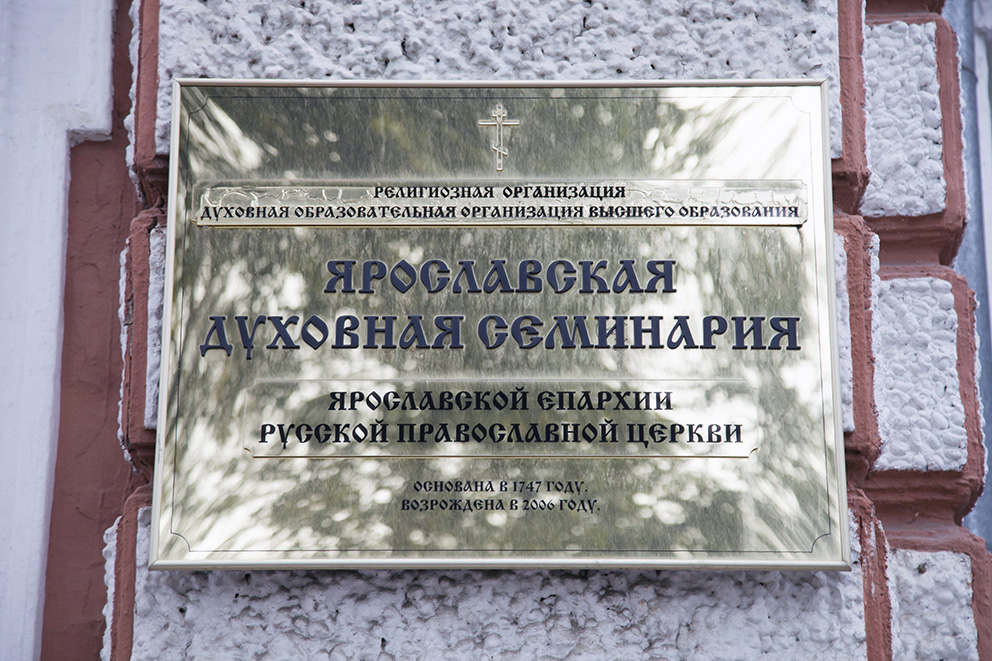 РЕЛИГИОЗНАЯ ОРГАНИЗАЦИЯ
ДУХОВНАЯ ОБРАЗОВАТЕЛЬНАЯ ОРГАНИЗАЦИЯ ВЫСШЕГО ОБРАЗОВАНИЯ
ЯРОСЛАВСКАЯ
ДУХОВНАЯ СЕМИНАРИЯ
ЯРОСЛАВСКОЙ ЕПАРХИИ
РУССКОЙ ПРАВОСЛАВНОЙ ЦЕРКВИ
ОСНОВАНА В 1747 ГОДУ.
ВОЗРОЖДЕНА В 2006 ГОДУ.